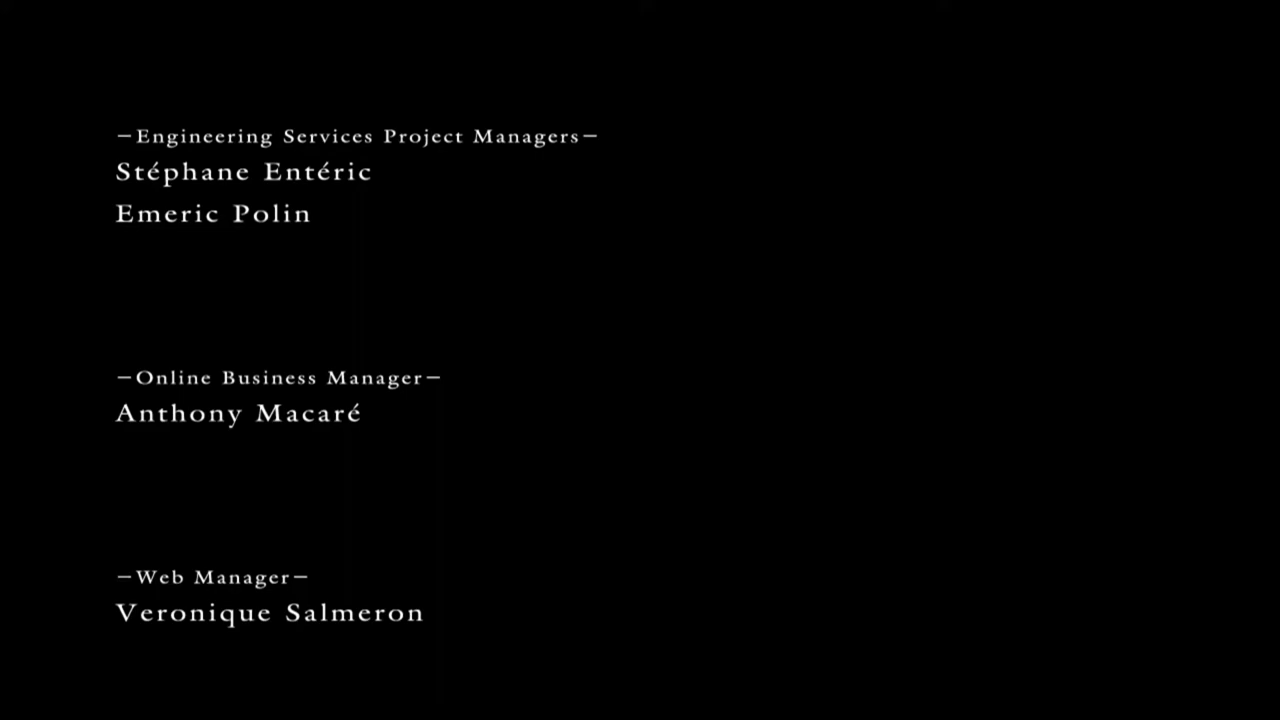 —Engineering Services Project Managers—
Stéphane Entéric
Emeric Polin
—Online Business Manager—
Anthony Macaré
—Web Manager—
Veronique Salmeron